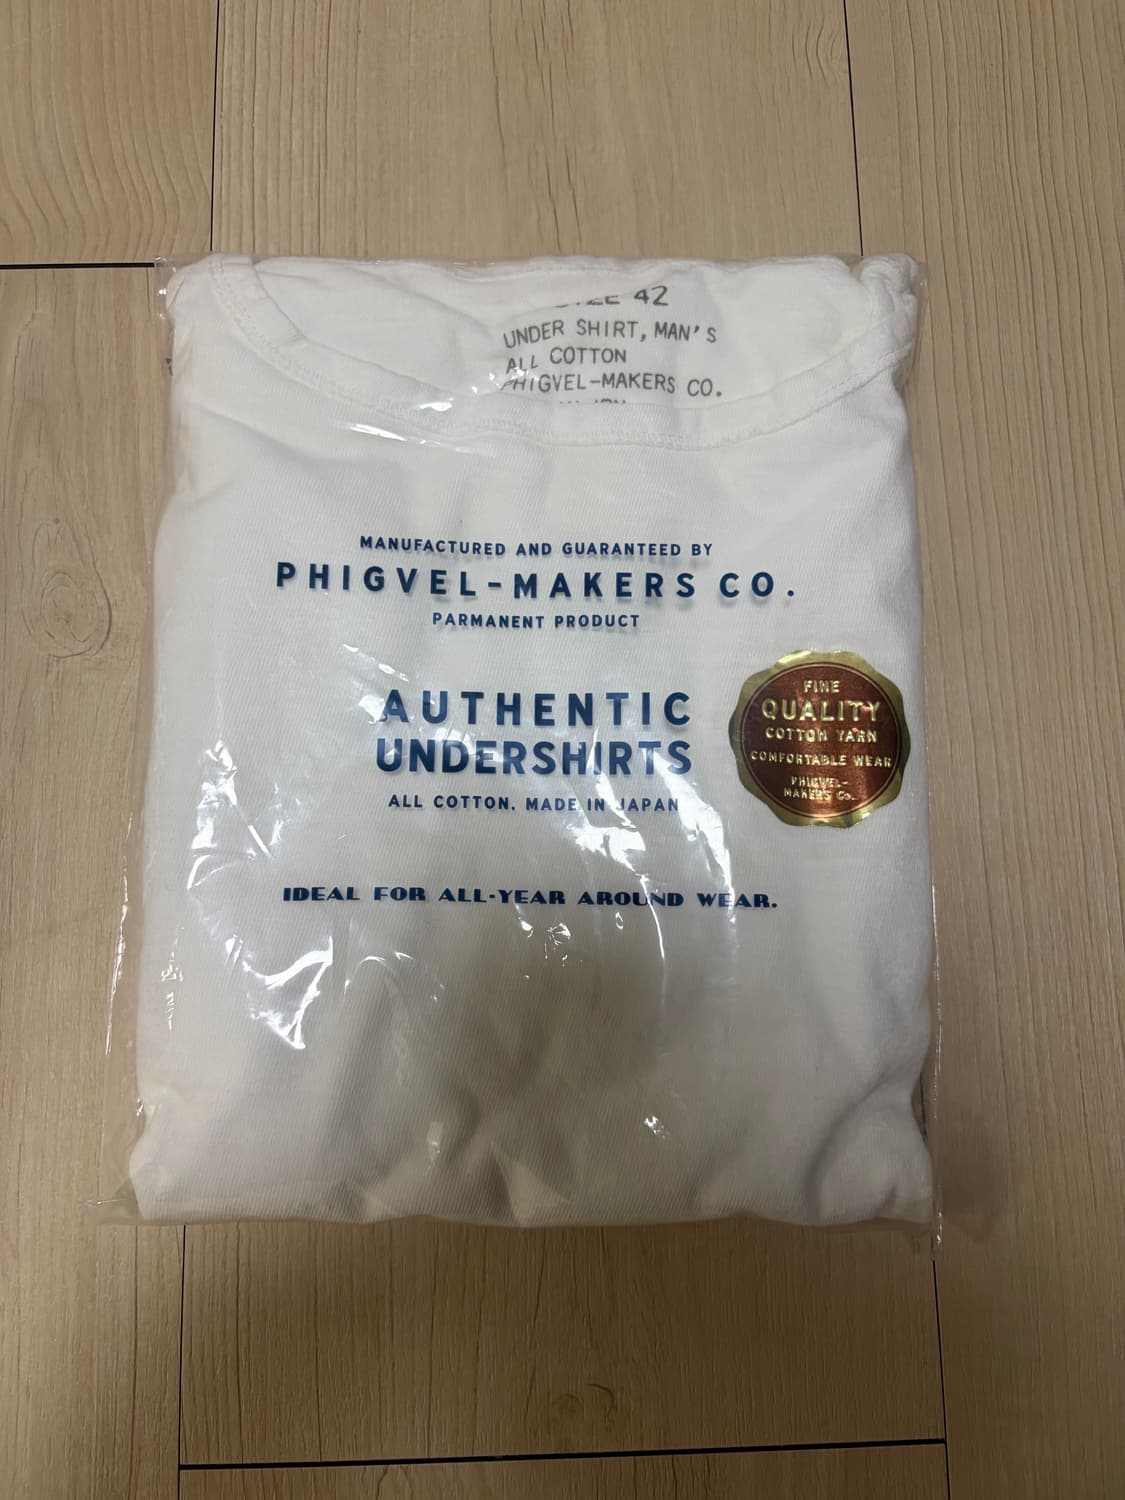 SIZE 42
UNDER SHIRT, MAN'S
ALL COTTON
PHIGVEL-MAKERS CO.
MANUFACTURED AND GUARANTEED BY
PHIGVEL-MAKERS CO.
PARMANENT PRODUCT
AUTHENTIC
UNDERSHIRTS
ALL COTTON. MADE IN JAPAN
IDEAL FOR ALL-YEAR AROUND WEAR.
FINE
QUALITY
COTTON YARN
COMFORTABLE WEAR
PHIGVEL-
MAKERS Co.